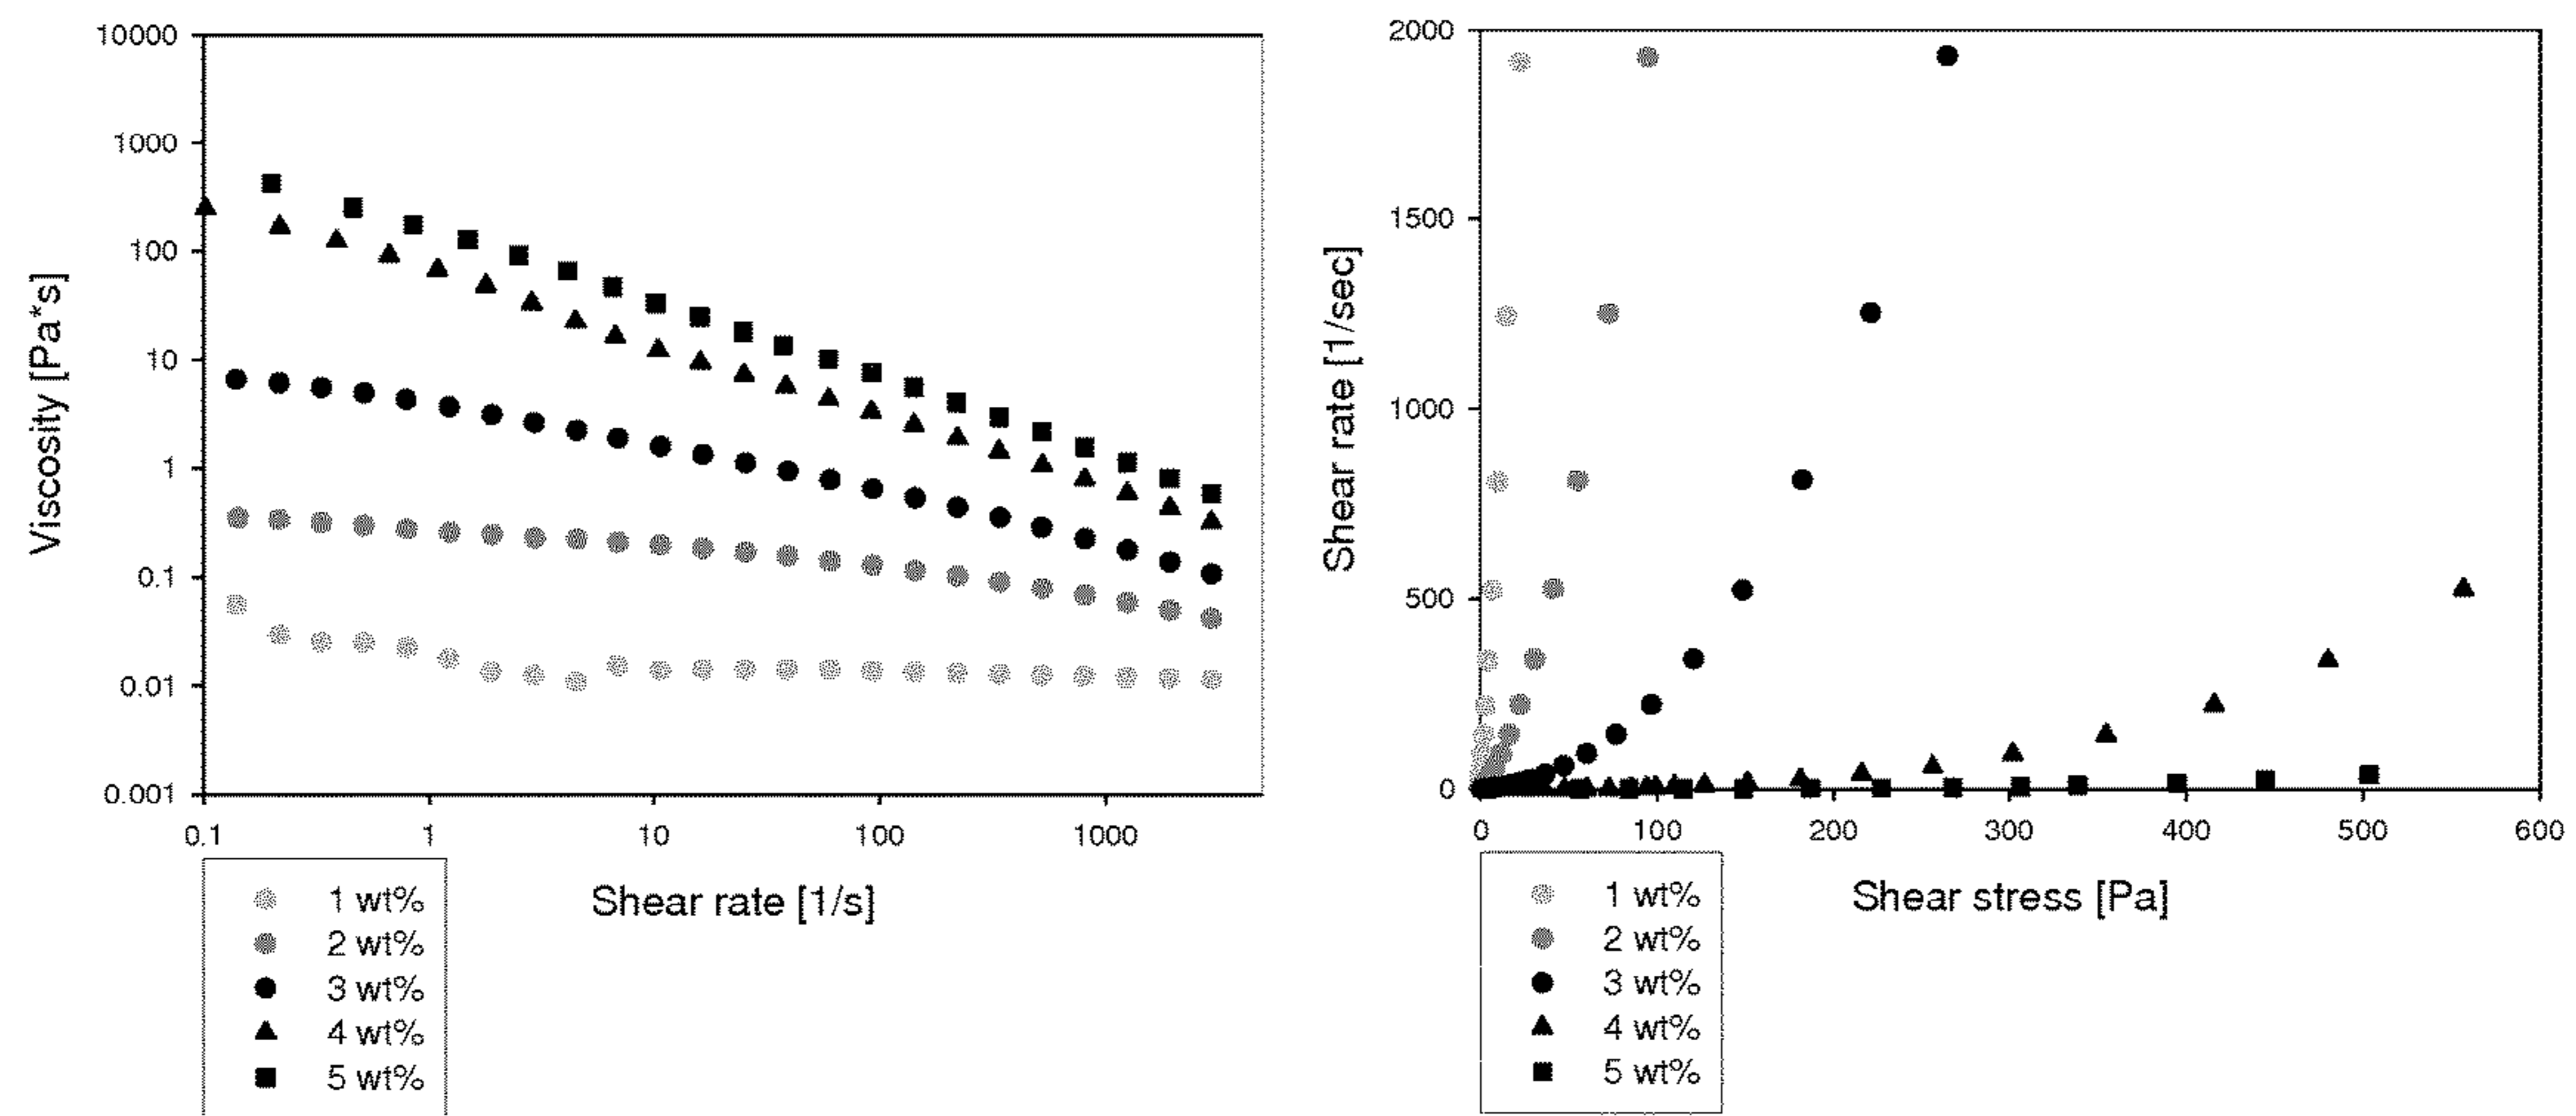 10000
1000
100
10
1
0.1
0.01
0.001
Viscosity [Pa*s]
0.1 1 10 100 1000
Shear rate [1/s]
1 wt%
2 wt%
3 wt%
4 wt%
5 wt%
2000
1500
1000
500
0
Shear rate [1/sec]
0 100 200 300 400 500 600
Shear stress [Pa]
1 wt%
2 wt%
3 wt%
4 wt%
5 wt%